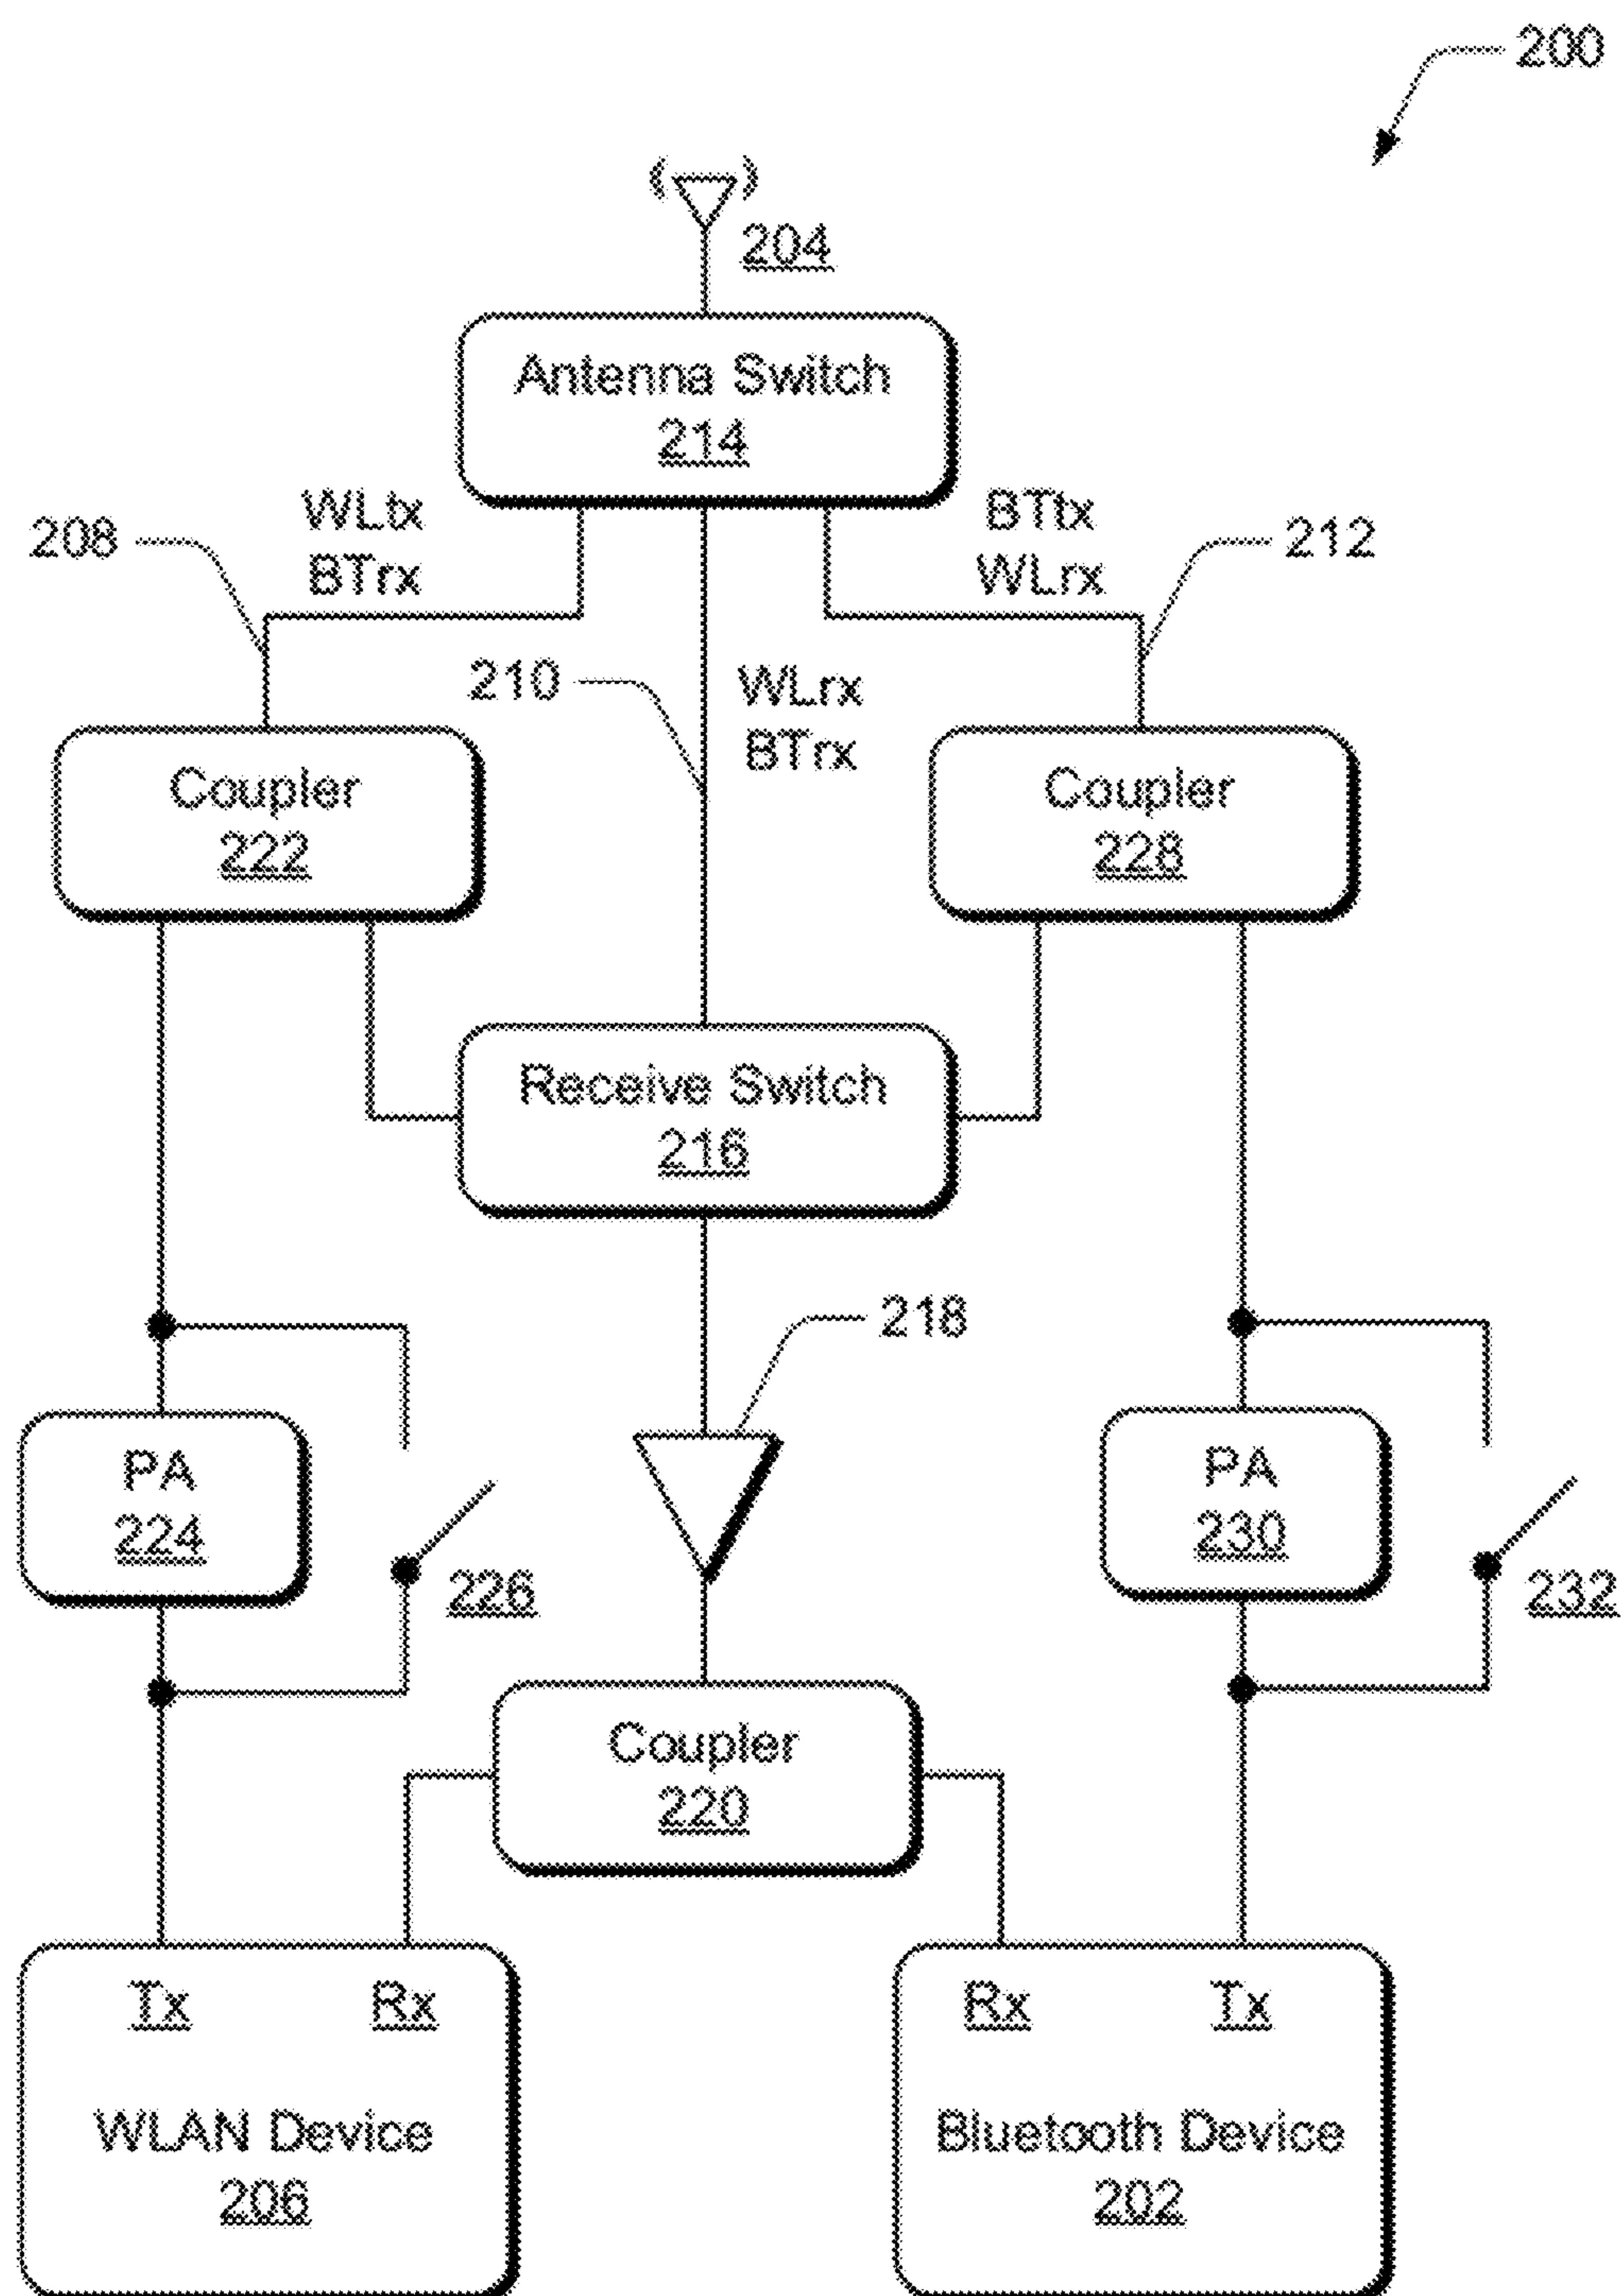 200
204
Antenna Switch
214
WLtx
BTrx
208
BTtx
WLrx
212
210
WLrx
BTrx
Coupler
222
Coupler
228
Receive Switch
216
218
PA
224
226
PA
230
232
Coupler
220
Tx Rx
WLAN Device
206
Rx Tx
Bluetooth Device
202